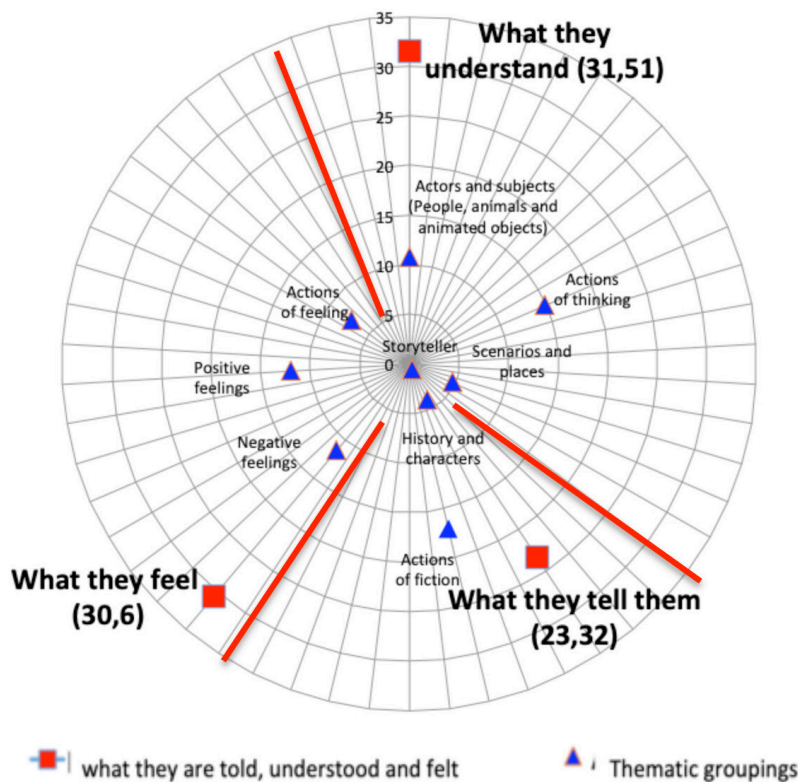 35
What they
understand (31,51)
30
25
20
Actors and subjects
(People, animals and
animated objects)
15
10
Actions
of thinking
Actions
of feeling
5
Storyteller
Scenarios and
places
0
Positive
feelings
History and
characters
Negative
feelings
Actions
of fiction
What they feel
(30,6)
What they tell them
(23,32)
what they are told, understood and felt
Thematic groupings